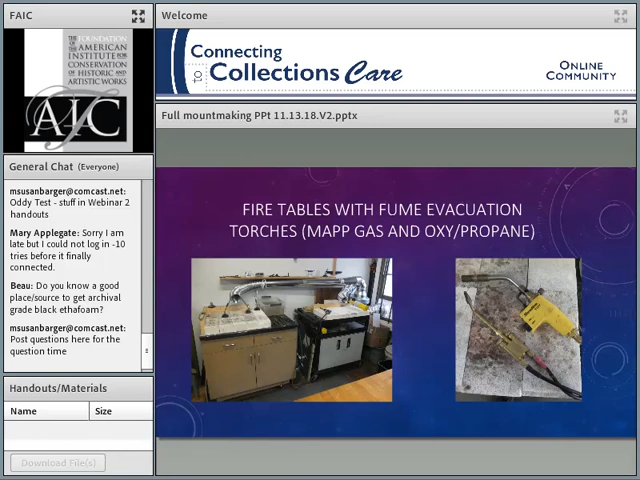 FAIC
THE FOUNDATION
OF THE
AMERICAN
INSTITUTE FOR
CONSERVATION
OF HISTORIC AND
ARTISTIC WORKS
AIC
General Chat (Everyone)
msusanbarger@comcast.net:
Oddy Test - stuff in Webinar 2
handouts
Mary Applegate: Sorry I am
late but I could not log in -10
tries before it finally
connected.
Beau: Do you know a good
place/source to get archival
grade black ethafoam?
msusanbarger@comcast.net:
Post questions here for the
question time
Handouts/Materials
Name Size
Download File(s)
Welcome
Connecting
to Collections Care
ONLINE
COMMUNITY
Full mountmaking PPt 11.13.18.V2.pptx
FIRE TABLES WITH FUME EVACUATION
TORCHES (MAPP GAS AND OXY/PROPANE)